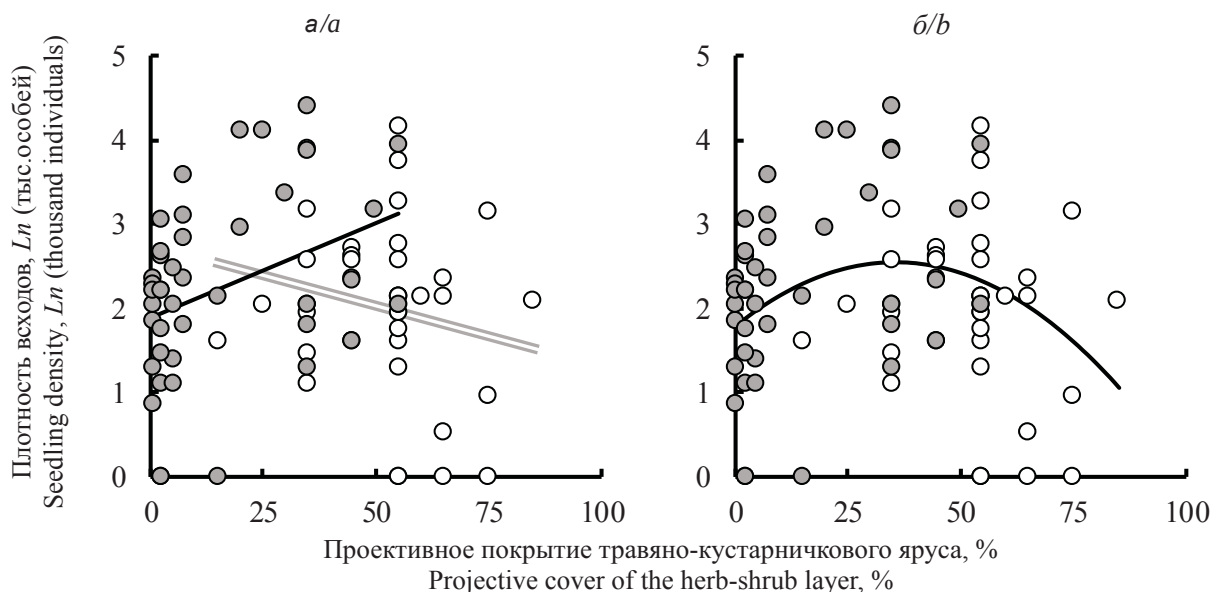 а/a
б/b
Плотность всходов, Ln (тыс.особей)
Seedling density, Ln (thousand individuals)
5
4
3
2
1
0
0 25 50 75 100
5
4
3
2
1
0
0 25 50 75 100
Проективное покрытие травяно-кустарничкового яруса, %
Projective cover of the herb-shrub layer, %